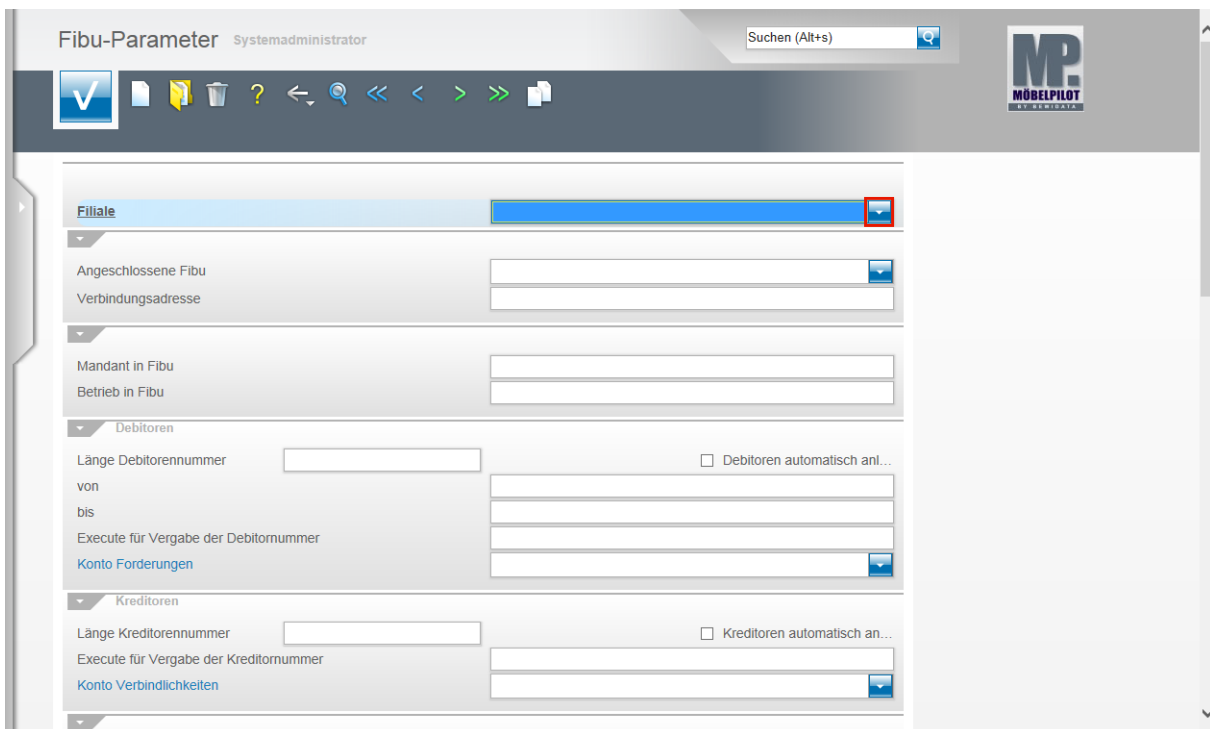 Fibu-Parameter Systemadministrator
Suchen (Alt+s)
MP.
MÖBELPILOT
BY BEMIDATA
Filiale
Angeschlossene Fibu
Verbindungsadresse
Mandant in Fibu
Betrieb in Fibu
Debitoren
Länge Debitorennummer
Debitoren automatisch anl...
von
bis
Execute für Vergabe der Debitornummer
Konto Forderungen
Kreditoren
Länge Kreditorennummer
Kreditoren automatisch an...
Execute für Vergabe der Kreditornummer
Konto Verbindlichkeiten